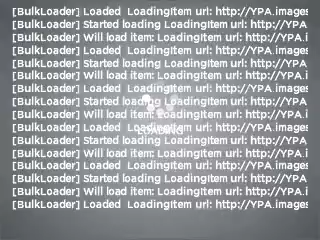 [BulkLoader] Loaded LoadingItem url: http://YPA.images
[BulkLoader] Started loading LoadingItem url: http://YPA
[BulkLoader] Will load item: LoadingItem url: http://YPA.i
[BulkLoader] Loaded LoadingItem url: http://YPA.images
[BulkLoader] Started loading LoadingItem url: http://YPA
[BulkLoader] Will load item: LoadingItem url: http://YPA.i
[BulkLoader] Loaded LoadingItem url: http://YPA.images
[BulkLoader] Started loading LoadingItem url: http://YPA
[BulkLoader] Will load item: LoadingItem url: http://YPA.i
[BulkLoader] Loaded LoadingItem url: http://YPA.images
LOADING
[BulkLoader] Started loading LoadingItem url: http://YPA
[BulkLoader] Will load item: LoadingItem url: http://YPA.i
[BulkLoader] Loaded LoadingItem url: http://YPA.images
[BulkLoader] Started loading LoadingItem url: http://YPA
[BulkLoader] Will load item: LoadingItem url: http://YPA.i
[BulkLoader] Loaded LoadingItem url: http://YPA.images